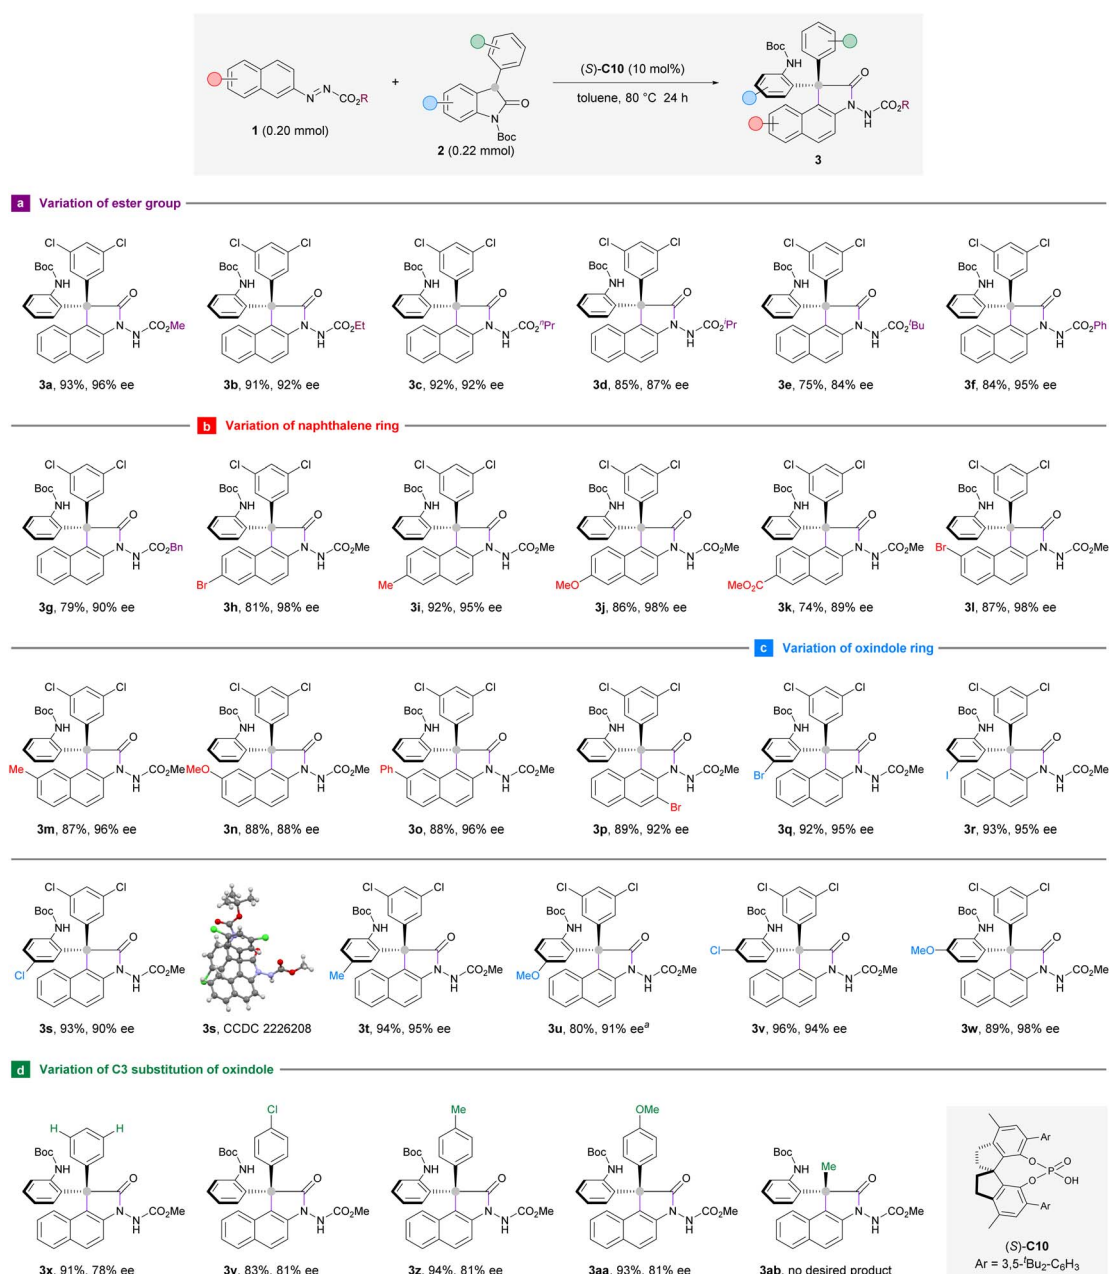 BocHN
Boc
NH
CO₂R
O
N
N
H
CO₂R
(S)-C10 (10 mol%)
toluene, 80 °C 24 h
1 (0.20 mmol)
+
2 (0.22 mmol)
3
a Variation of ester group
3a, 93%, 96% ee
3b, 91%, 92% ee
3c, 92%, 92% ee
3d, 85%, 87% ee
3e, 75%, 84% ee
3f, 84%, 95% ee
b Variation of naphthalene ring
3g, 79%, 90% ee
3h, 81%, 98% ee
3i, 92%, 95% ee
3j, 86%, 98% ee
3k, 74%, 89% ee
3l, 87%, 98% ee
c Variation of oxindole ring
3m, 87%, 96% ee
3n, 88%, 88% ee
3o, 88%, 96% ee
3p, 89%, 92% ee
3q, 92%, 95% ee
3r, 93%, 95% ee
3s, 93%, 90% ee
3s, CCDC 2226208
3t, 94%, 95% ee
3u, 80%, 91% eeᵃ
3v, 96%, 94% ee
3w, 89%, 98% ee
d Variation of C3 substitution of oxindole
3x, 91%, 78% ee
3y, 83%, 81% ee
3z, 94%, 81% ee
3aa, 93%, 81% ee
3ab, no desired product
(S)-C10
Ar = 3,5-ᵗBu₂-C₆H₃